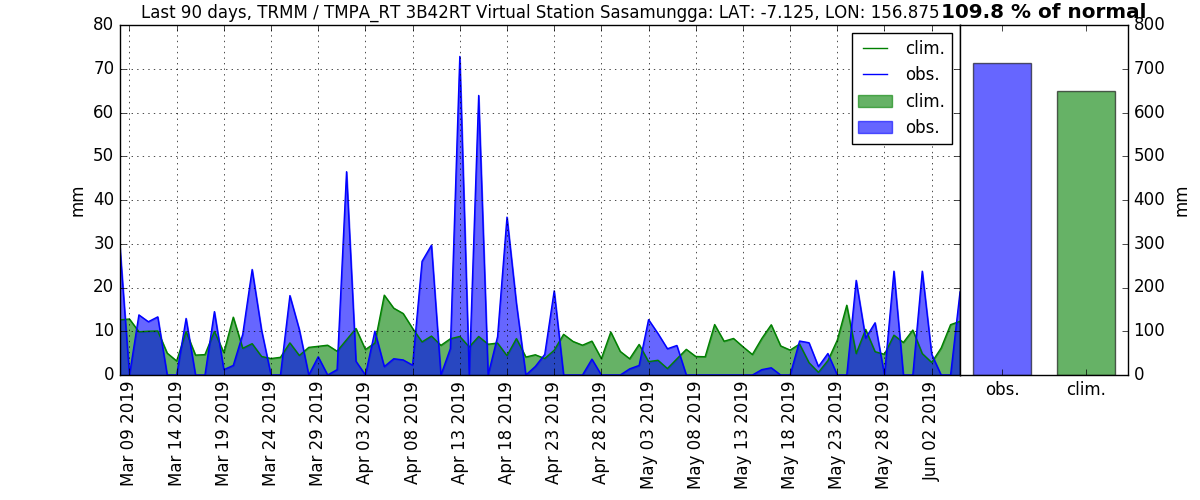 Last 90 days, TRMM / TMPA_RT 3B42RT Virtual Station Sasamungga: LAT: -7.125, LON: 156.875
109.8 % of normal
80
70
60
50
40
30
20
10
0
mm
clim.
obs.
clim.
obs.
Mar 09 2019
Mar 14 2019
Mar 19 2019
Mar 24 2019
Mar 29 2019
Apr 03 2019
Apr 08 2019
Apr 13 2019
Apr 18 2019
Apr 23 2019
Apr 28 2019
May 03 2019
May 08 2019
May 13 2019
May 18 2019
May 23 2019
May 28 2019
Jun 02 2019
800
700
600
500
400
300
200
100
0
mm
obs.
clim.